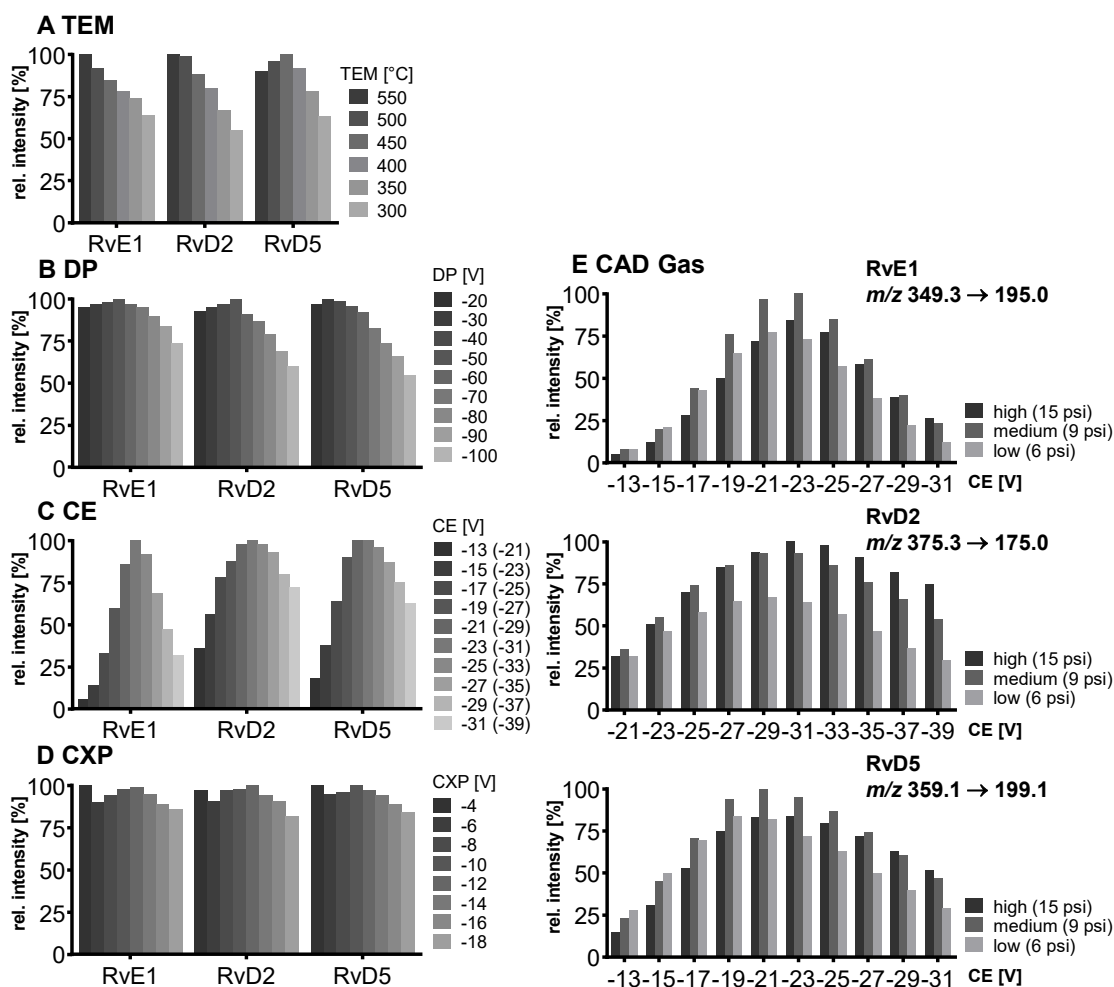 A TEM
rel. intensity [%]
100
75
50
25
0
RvE1 RvD2 RvD5
TEM [°C]
550
500
450
400
350
300
B DP
rel. intensity [%]
100
75
50
25
0
RvE1 RvD2 RvD5
DP [V]
-20
-30
-40
-50
-60
-70
-80
-90
-100
C CE
rel. intensity [%]
100
75
50
25
0
RvE1 RvD2 RvD5
CE [V]
-13 (-21)
-15 (-23)
-17 (-25)
-19 (-27)
-21 (-29)
-23 (-31)
-25 (-33)
-27 (-35)
-29 (-37)
-31 (-39)
D CXP
rel. intensity [%]
100
75
50
25
0
RvE1 RvD2 RvD5
CXP [V]
-4
-6
-8
-10
-12
-14
-16
-18
E CAD Gas
RvE1
m/z 349.3 → 195.0
rel. intensity [%]
100
75
50
25
0
-13 -15 -17 -19 -21 -23 -25 -27 -29 -31 CE [V]
high (15 psi)
medium (9 psi)
low (6 psi)
RvD2
m/z 375.3 → 175.0
rel. intensity [%]
100
75
50
25
0
-21 -23 -25 -27 -29 -31 -33 -35 -37 -39 CE [V]
high (15 psi)
medium (9 psi)
low (6 psi)
RvD5
m/z 359.1 → 199.1
rel. intensity [%]
100
75
50
25
0
-13 -15 -17 -19 -21 -23 -25 -27 -29 -31 CE [V]
high (15 psi)
medium (9 psi)
low (6 psi)